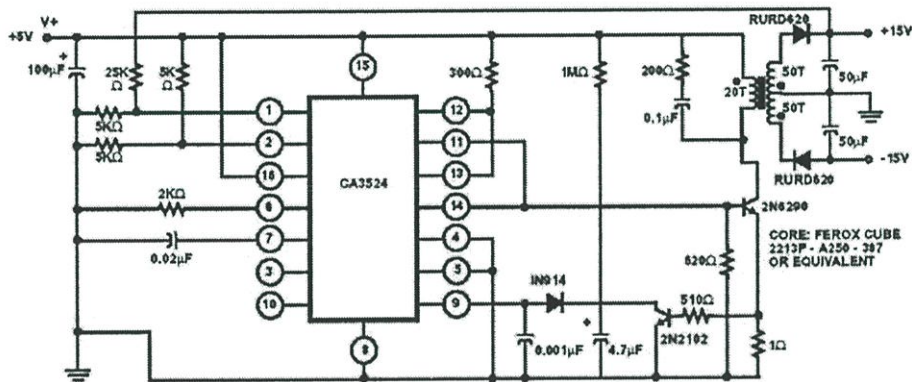 V+
+5V
100µF
+
25K
Ω
5K
Ω
5KΩ
5KΩ
2KΩ
0.02µF
15
1
2
16
6
7
3
10
CA3524
12
11
13
14
4
5
9
8
300Ω
1MΩ
200Ω
0.1µF
20T
50T
50T
RURD620
+15V
50µF
50µF
-15V
RURD620
2N6290
CORE: FEROX CUBE
2213P - A250 - 387
OR EQUIVALENT
620Ω
IN914
510Ω
2N2102
0.001µF
+
4.7µF
1Ω